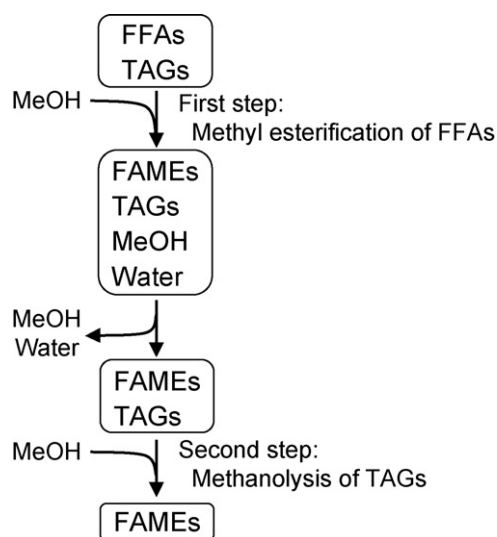 FFAs
TAGs
MeOH
First step:
Methyl esterification of FFAs
FAMEs
TAGs
MeOH
Water
MeOH
Water
FAMEs
TAGs
MeOH
Second step:
Methanolysis of TAGs
FAMEs